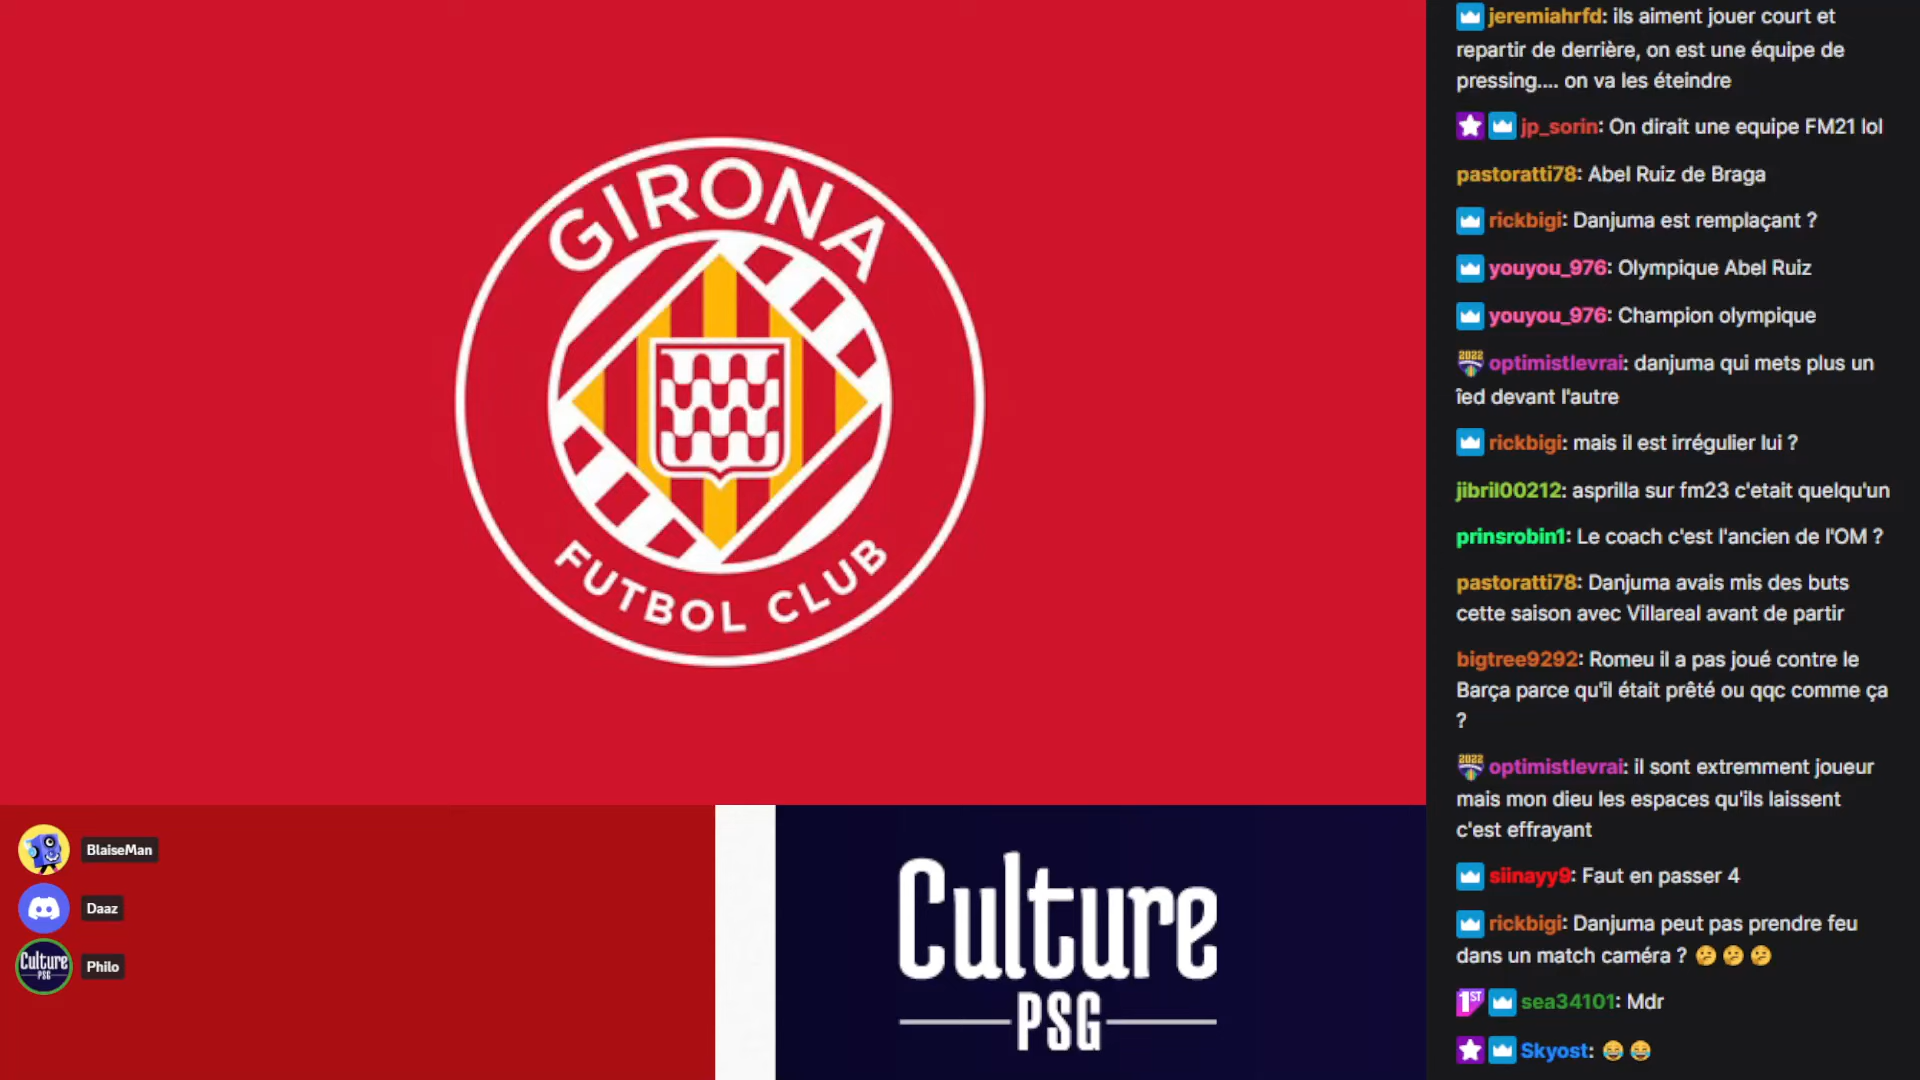 GIRONA
FUTBOL CLUB
BlaiseMan
Daaz
Culture
PSG
Philo
Culture
PSG
jeremiahrfd: ils aiment jouer court et
repartir de derrière, on est une équipe de
pressing.... on va les éteindre
jp_sorin: On dirait une equipe FM21 lol
pastoratti78: Abel Ruiz de Braga
rickbigi: Danjuma est remplaçant ?
youyou_976: Olympique Abel Ruiz
youyou_976: Champion olympique
2022
optimistlevrai: danjuma qui mets plus un
îed devant l'autre
rickbigi: mais il est irrégulier lui ?
jibril00212: asprilla sur fm23 c'etait quelqu'un
prinsrobin1: Le coach c'est l'ancien de l'OM ?
pastoratti78: Danjuma avais mis des buts
cette saison avec Villareal avant de partir
bigtree9292: Romeu il a pas joué contre le
Barça parce qu'il était prêté ou qqc comme ça
?
2022
optimistlevrai: il sont extremment joueur
mais mon dieu les espaces qu'ils laissent
c'est effrayant
siinayy9: Faut en passer 4
rickbigi: Danjuma peut pas prendre feu
dans un match caméra ? 🤔🤔🤔
1ST sea34101: Mdr
Skyost: 😂😂